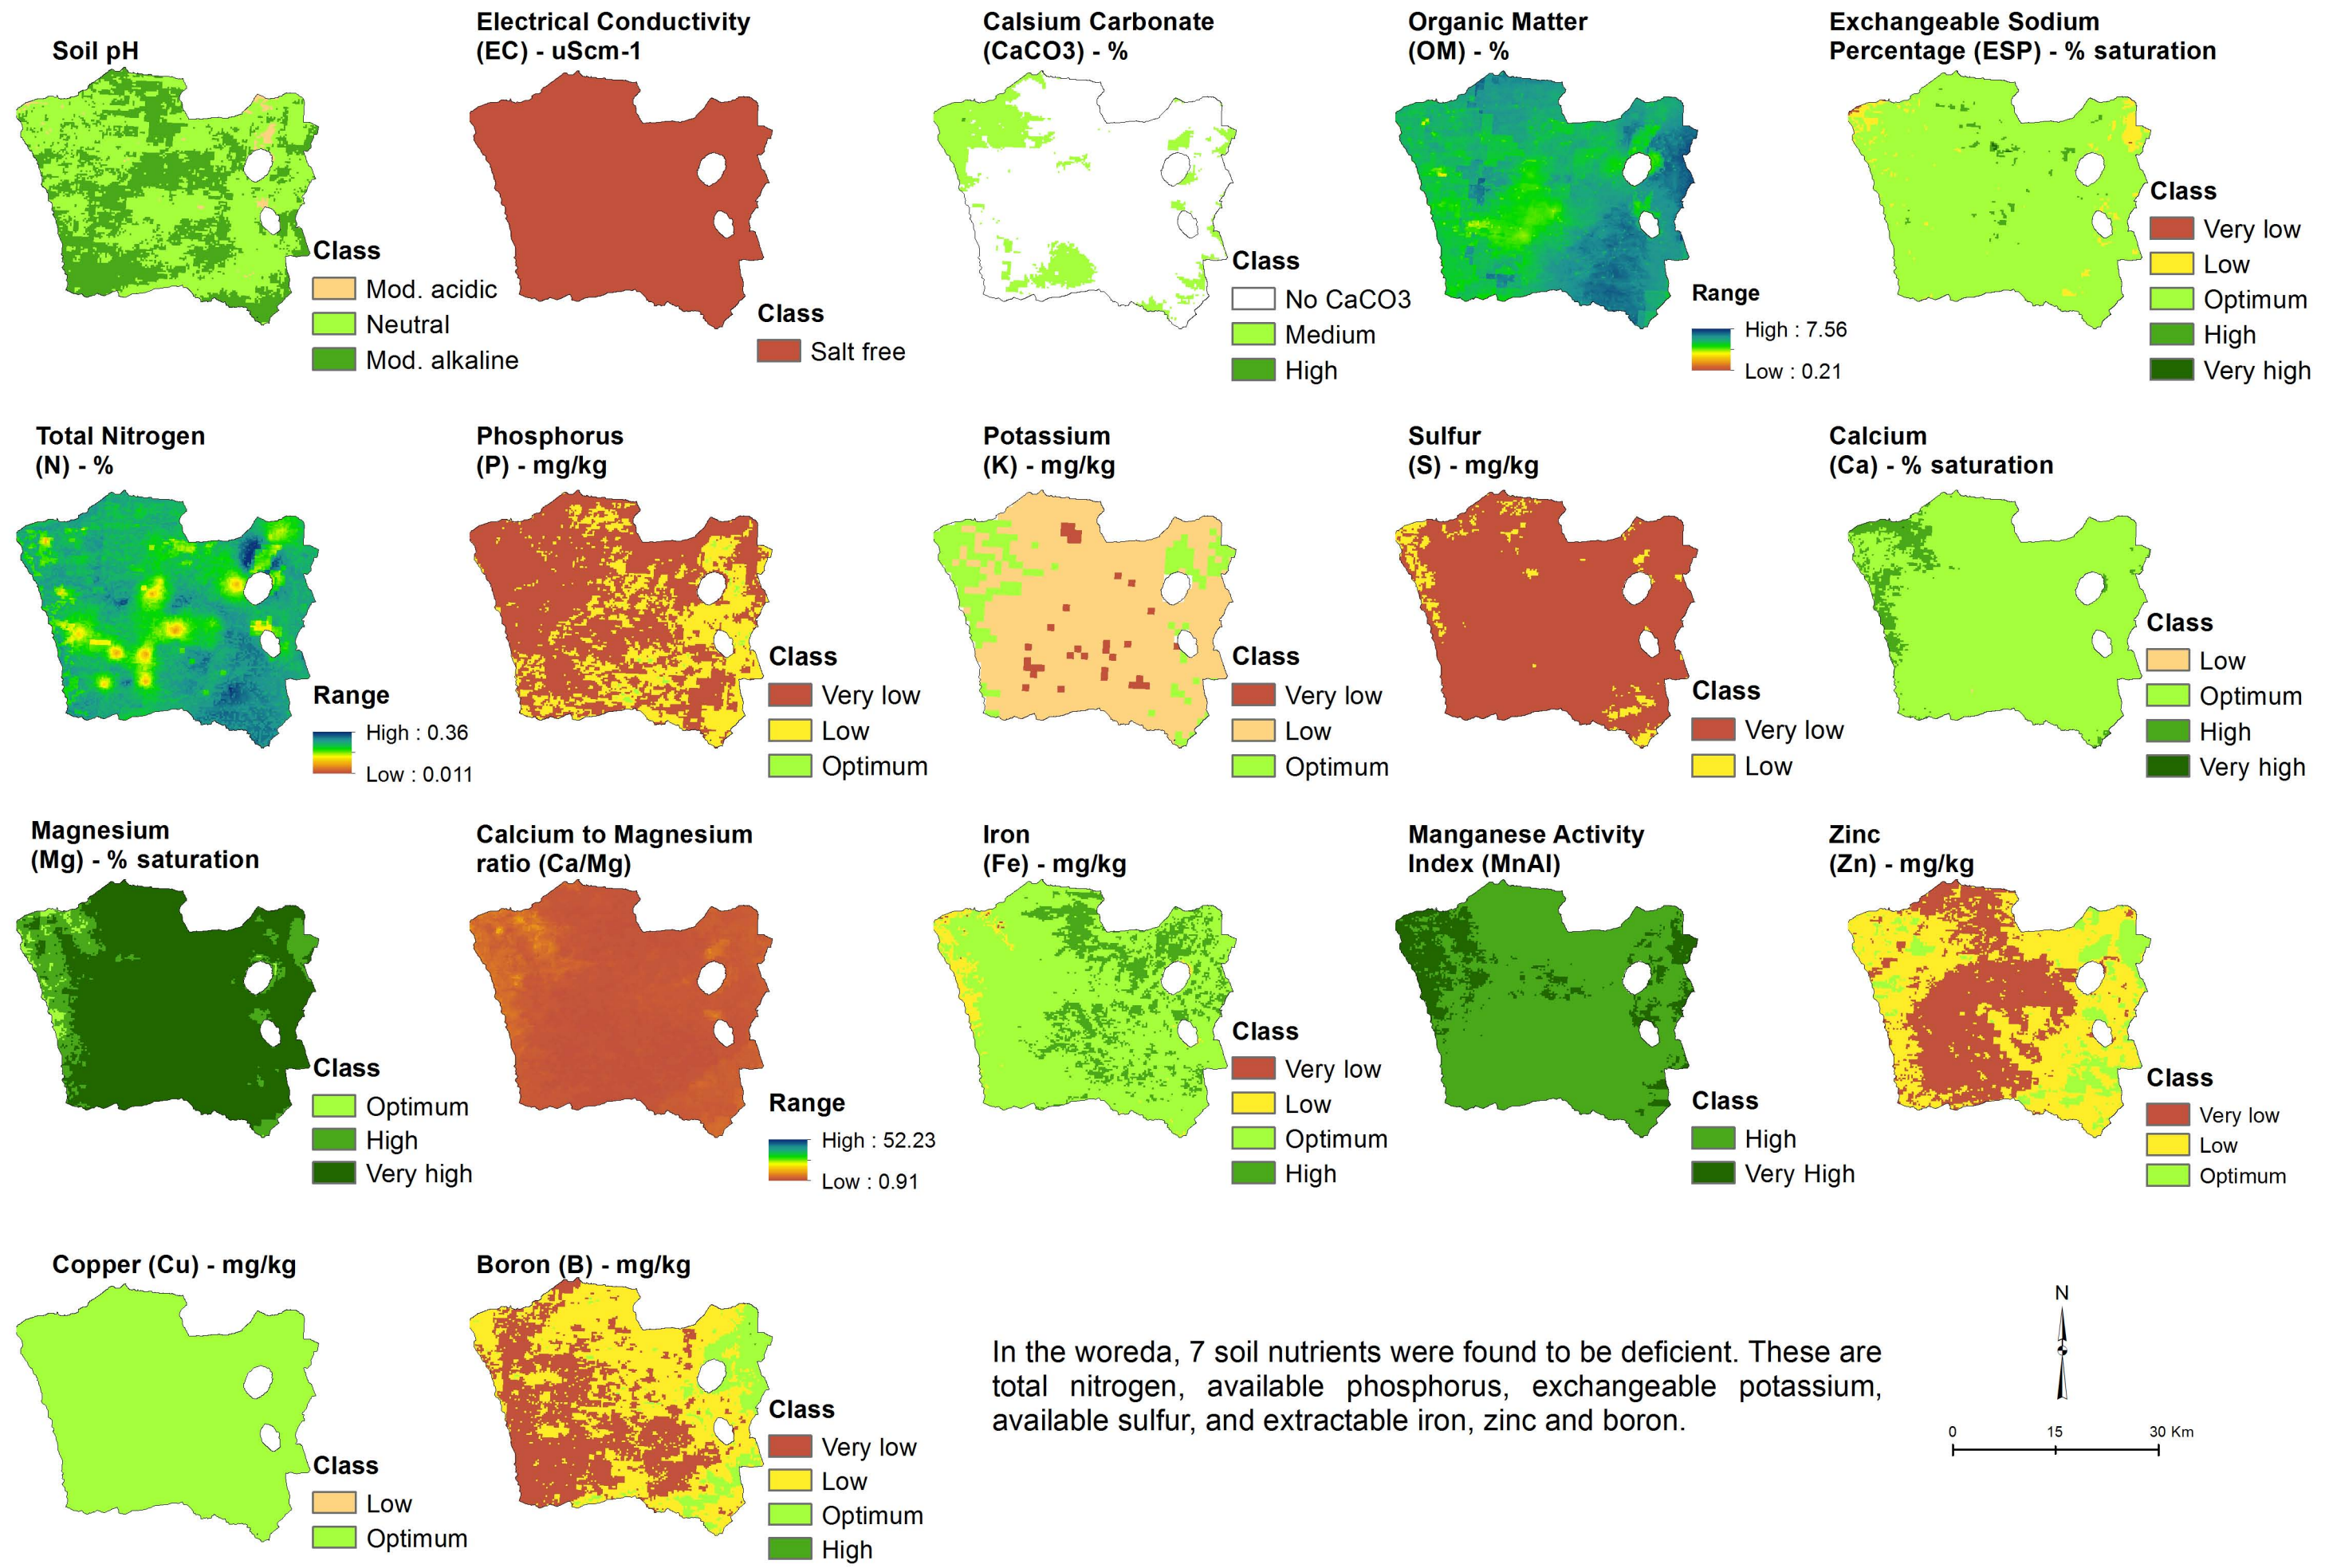 Soil pH
Class
Mod. acidic
Neutral
Mod. alkaline
Electrical Conductivity
(EC) - uScm-1
Class
Salt free
Calsium Carbonate
(CaCO3) - %
Class
No CaCO3
Medium
High
Organic Matter
(OM) - %
Range
High : 7.56
Low : 0.21
Exchangeable Sodium
Percentage (ESP) - % saturation
Class
Very low
Low
Optimum
High
Very high
Total Nitrogen
(N) - %
Range
High : 0.36
Low : 0.011
Phosphorus
(P) - mg/kg
Class
Very low
Low
Optimum
Potassium
(K) - mg/kg
Class
Very low
Low
Optimum
Sulfur
(S) - mg/kg
Class
Very low
Low
Calcium
(Ca) - % saturation
Class
Low
Optimum
High
Very high
Magnesium
(Mg) - % saturation
Class
Optimum
High
Very high
Calcium to Magnesium
ratio (Ca/Mg)
Range
High : 52.23
Low : 0.91
Iron
(Fe) - mg/kg
Class
Very low
Low
Optimum
High
Manganese Activity
Index (MnAI)
Class
High
Very High
Zinc
(Zn) - mg/kg
Class
Very low
Low
Optimum
Copper (Cu) - mg/kg
Class
Low
Optimum
Boron (B) - mg/kg
Class
Very low
Low
Optimum
High
In the woreda, 7 soil nutrients were found to be deficient. These are
total nitrogen, available phosphorus, exchangeable potassium,
available sulfur, and extractable iron, zinc and boron.
N
0 15 30 Km